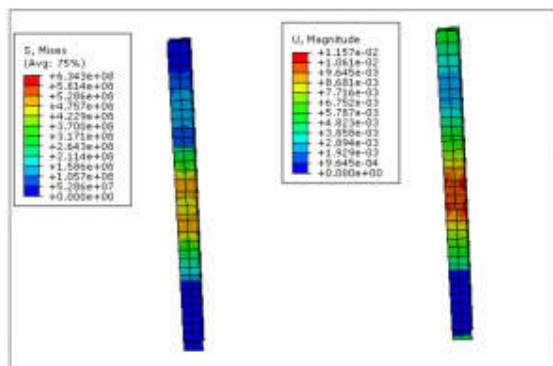 S, Mises
(Avg: 75%)
+6.343e+08
+5.814e+08
+5.286e+08
+4.757e+08
+4.229e+08
+3.700e+08
+3.171e+08
+2.643e+08
+2.114e+08
+1.586e+08
+1.057e+08
+5.286e+07
+0.000e+00
U, Magnitude
+1.157e-02
+1.061e-02
+9.645e-03
+8.681e-03
+7.716e-03
+6.752e-03
+5.787e-03
+4.823e-03
+3.858e-03
+2.894e-03
+1.929e-03
+9.645e-04
+0.000e+00